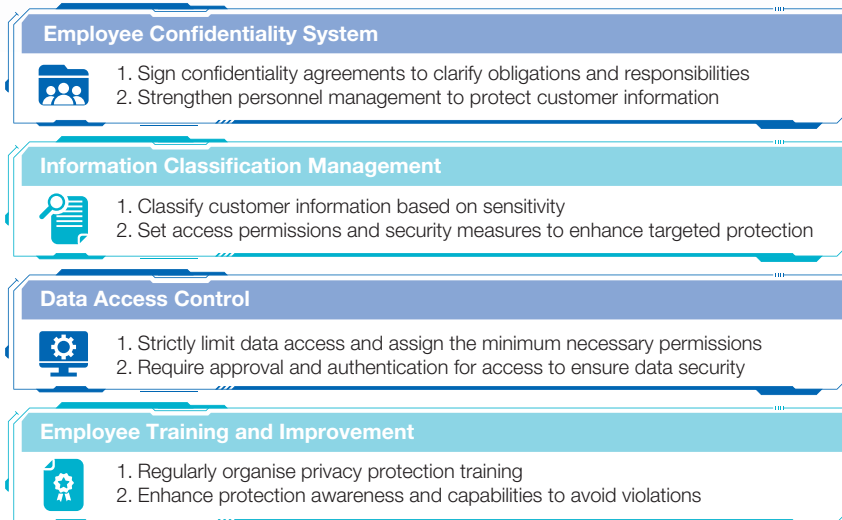 Employee Confidentiality System
1. Sign confidentiality agreements to clarify obligations and responsibilities
2. Strengthen personnel management to protect customer information
Information Classification Management
1. Classify customer information based on sensitivity
2. Set access permissions and security measures to enhance targeted protection
Data Access Control
1. Strictly limit data access and assign the minimum necessary permissions
2. Require approval and authentication for access to ensure data security
Employee Training and Improvement
1. Regularly organise privacy protection training
2. Enhance protection awareness and capabilities to avoid violations